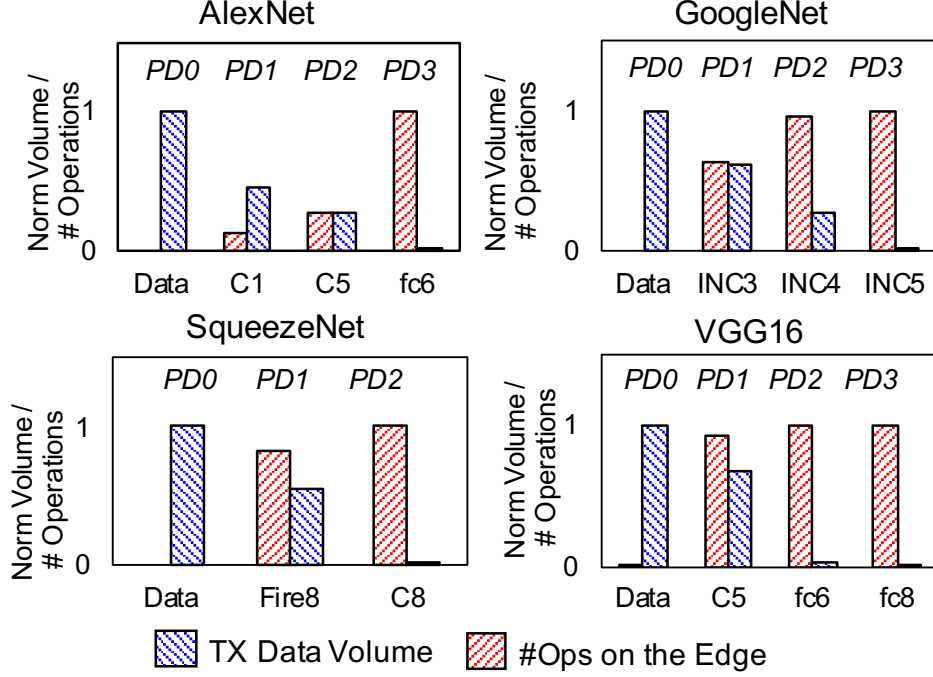 AlexNet
Norm Volume /
# Operations
1
0
PD0 PD1 PD2 PD3
Data C1 C5 fc6
GoogleNet
Norm Volume /
# Operations
1
0
PD0 PD1 PD2 PD3
Data INC3 INC4 INC5
SqueezeNet
Norm Volume /
# Operations
1
0
PD0 PD1 PD2
Data Fire8 C8
VGG16
Norm Volume /
# Operations
1
0
PD0 PD1 PD2 PD3
Data C5 fc6 fc8
TX Data Volume #Ops on the Edge